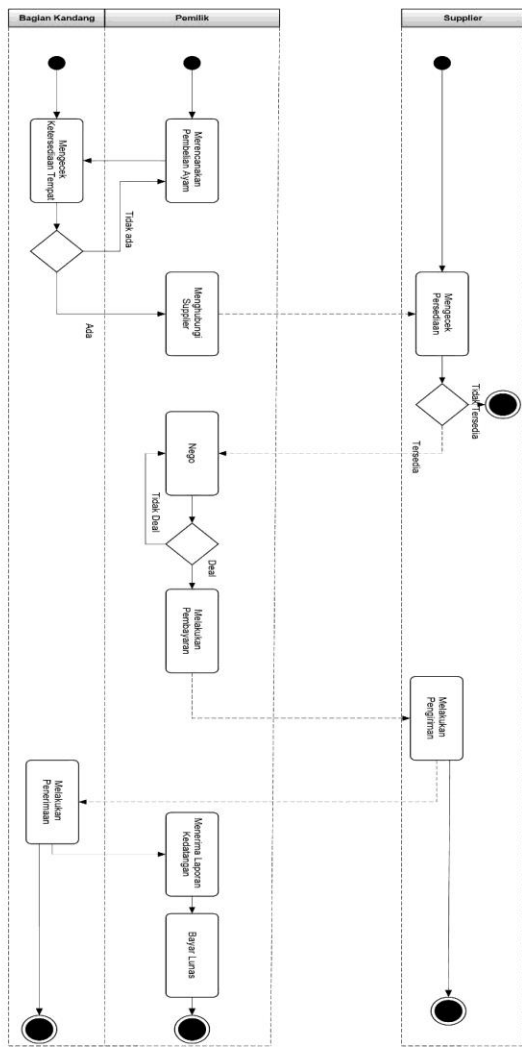 Bagian Kandang
Pemilik
Supplier
Mengecek
Ketersediaan Tempat
Merencanakan
Pembelian Ayam
Tidak ada
Ada
Menghubungi
Supplier
Mengecek
Persediaan
Tidak Tersedia
Tersedia
Nego
Tidak Deal
Deal
Melakukan
Pembayaran
Melakukan
Pengiriman
Melakukan
Penerimaan
Menerima Laporan
Kedatangan
Bayar Lunas